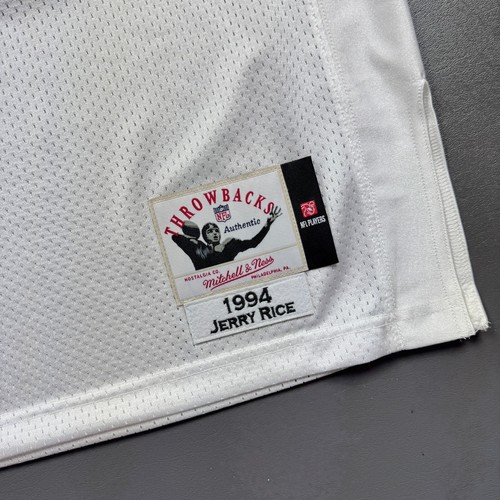 THROWBACKS
NFL
Authentic
NFL PLAYERS
NOSTALGIA CO. Mitchell & Ness PHILADELPHIA, PA.
1994
JERRY RICE